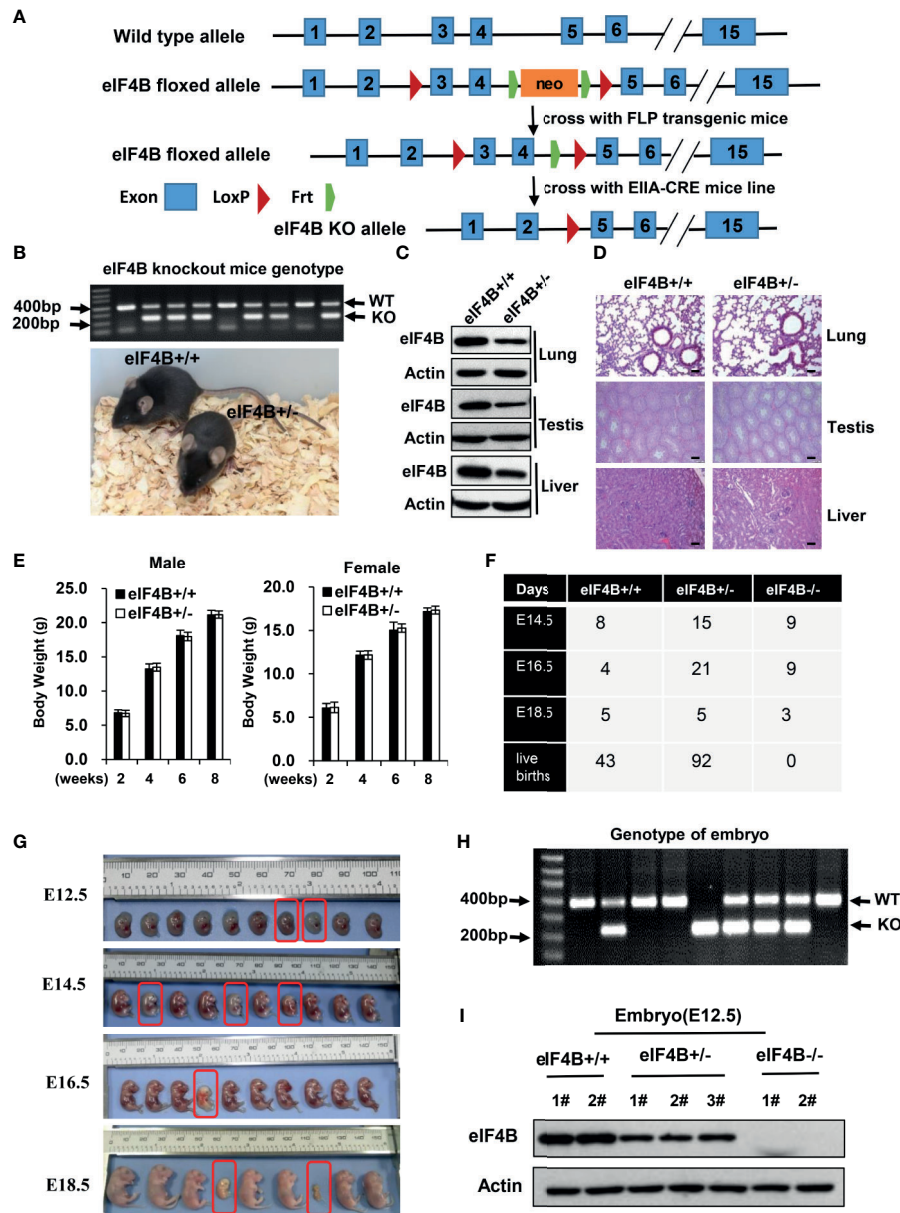 A
Wild type allele 1 2 3 4 5 6 15
eIF4B floxed allele 1 2 3 4 neo 5 6 15
cross with FLP transgenic mice
eIF4B floxed allele 1 2 3 4 5 6 15
Exon LoxP Frt cross with EIIA-CRE mice line
eIF4B KO allele 1 2 5 6 15
B
eIF4B knockout mice genotype
400bp WT
200bp KO
eIF4B+/+
eIF4B+/-
C
eIF4B+/+ eIF4B+/-
eIF4B
Actin
Lung
eIF4B
Actin
Testis
eIF4B
Actin
Liver
D
eIF4B+/+ eIF4B+/-
Lung
Testis
Liver
E
Male
eIF4B+/+
eIF4B+/-
Body Weight (g)
25.0
20.0
15.0
10.0
5.0
0.0
(weeks) 2 4 6 8
Female
eIF4B+/+
eIF4B+/-
Body Weight (g)
20.0
15.0
10.0
5.0
0.0
(weeks) 2 4 6 8
F
Days eIF4B+/+ eIF4B+/- eIF4B-/-
E14.5 8 15 9
E16.5 4 21 9
E18.5 5 5 3
live
births 43 92 0
G
E12.5
E14.5
E16.5
E18.5
H
Genotype of embryo
400bp WT
200bp KO
I
Embryo(E12.5)
eIF4B+/+ eIF4B+/- eIF4B-/-
1# 2# 1# 2# 3# 1# 2#
eIF4B
Actin